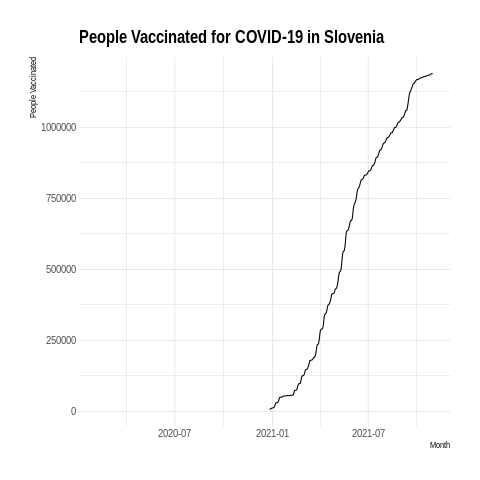 People Vaccinated for COVID-19 in Slovenia
People Vaccinated
1000000
750000
500000
250000
0
2020-07 2021-01 2021-07
Month